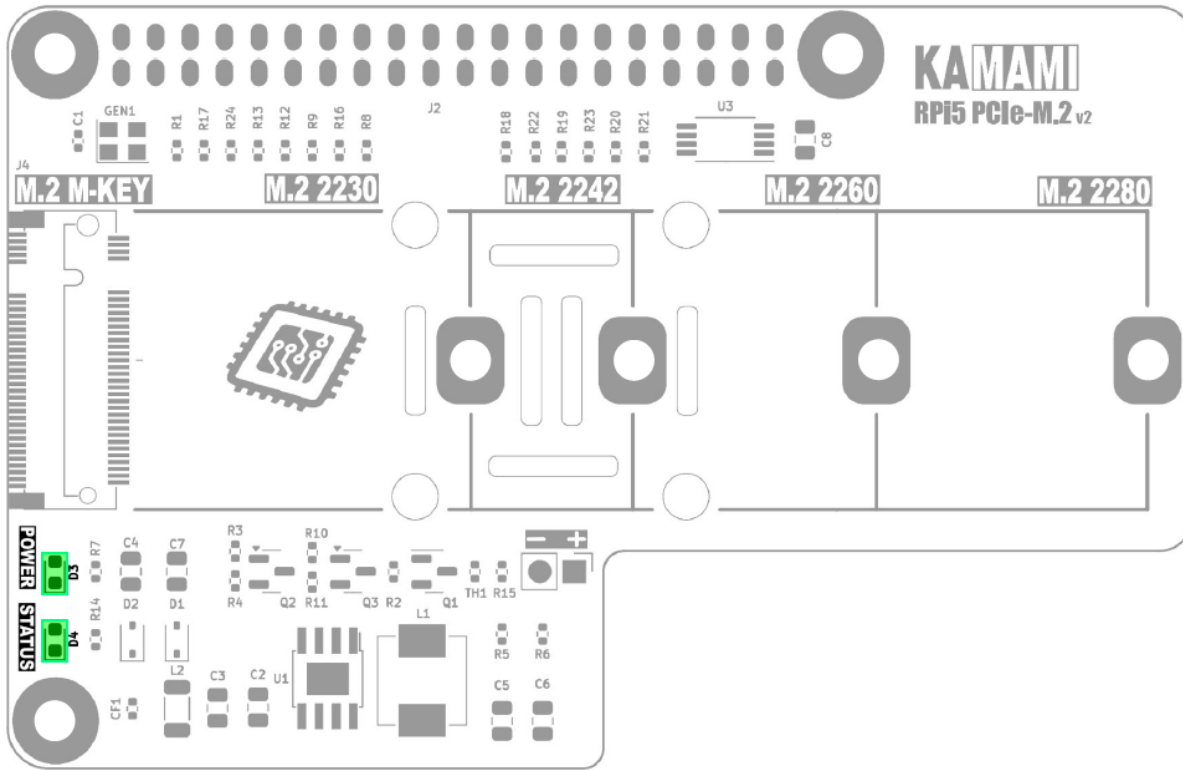 KAMAMI
RPi5 PCIe-M.2 v2
C1
GEN1
R1
R17
R24
R13
R12
R9
R16
R8
J2
R18
R22
R19
R23
R20
R21
U3
C8
J4
M.2 M-KEY
M.2 2230
M.2 2242
M.2 2260
M.2 2280
POWER
D3
R7
C4
C7
R3
R4
Q2
R10
R11
Q3
R2
Q1
TH1
R15
- +
STATUS
D4
R14
D2
D1
L2
CF1
C3
C2
U1
L1
R5
R6
C5
C6